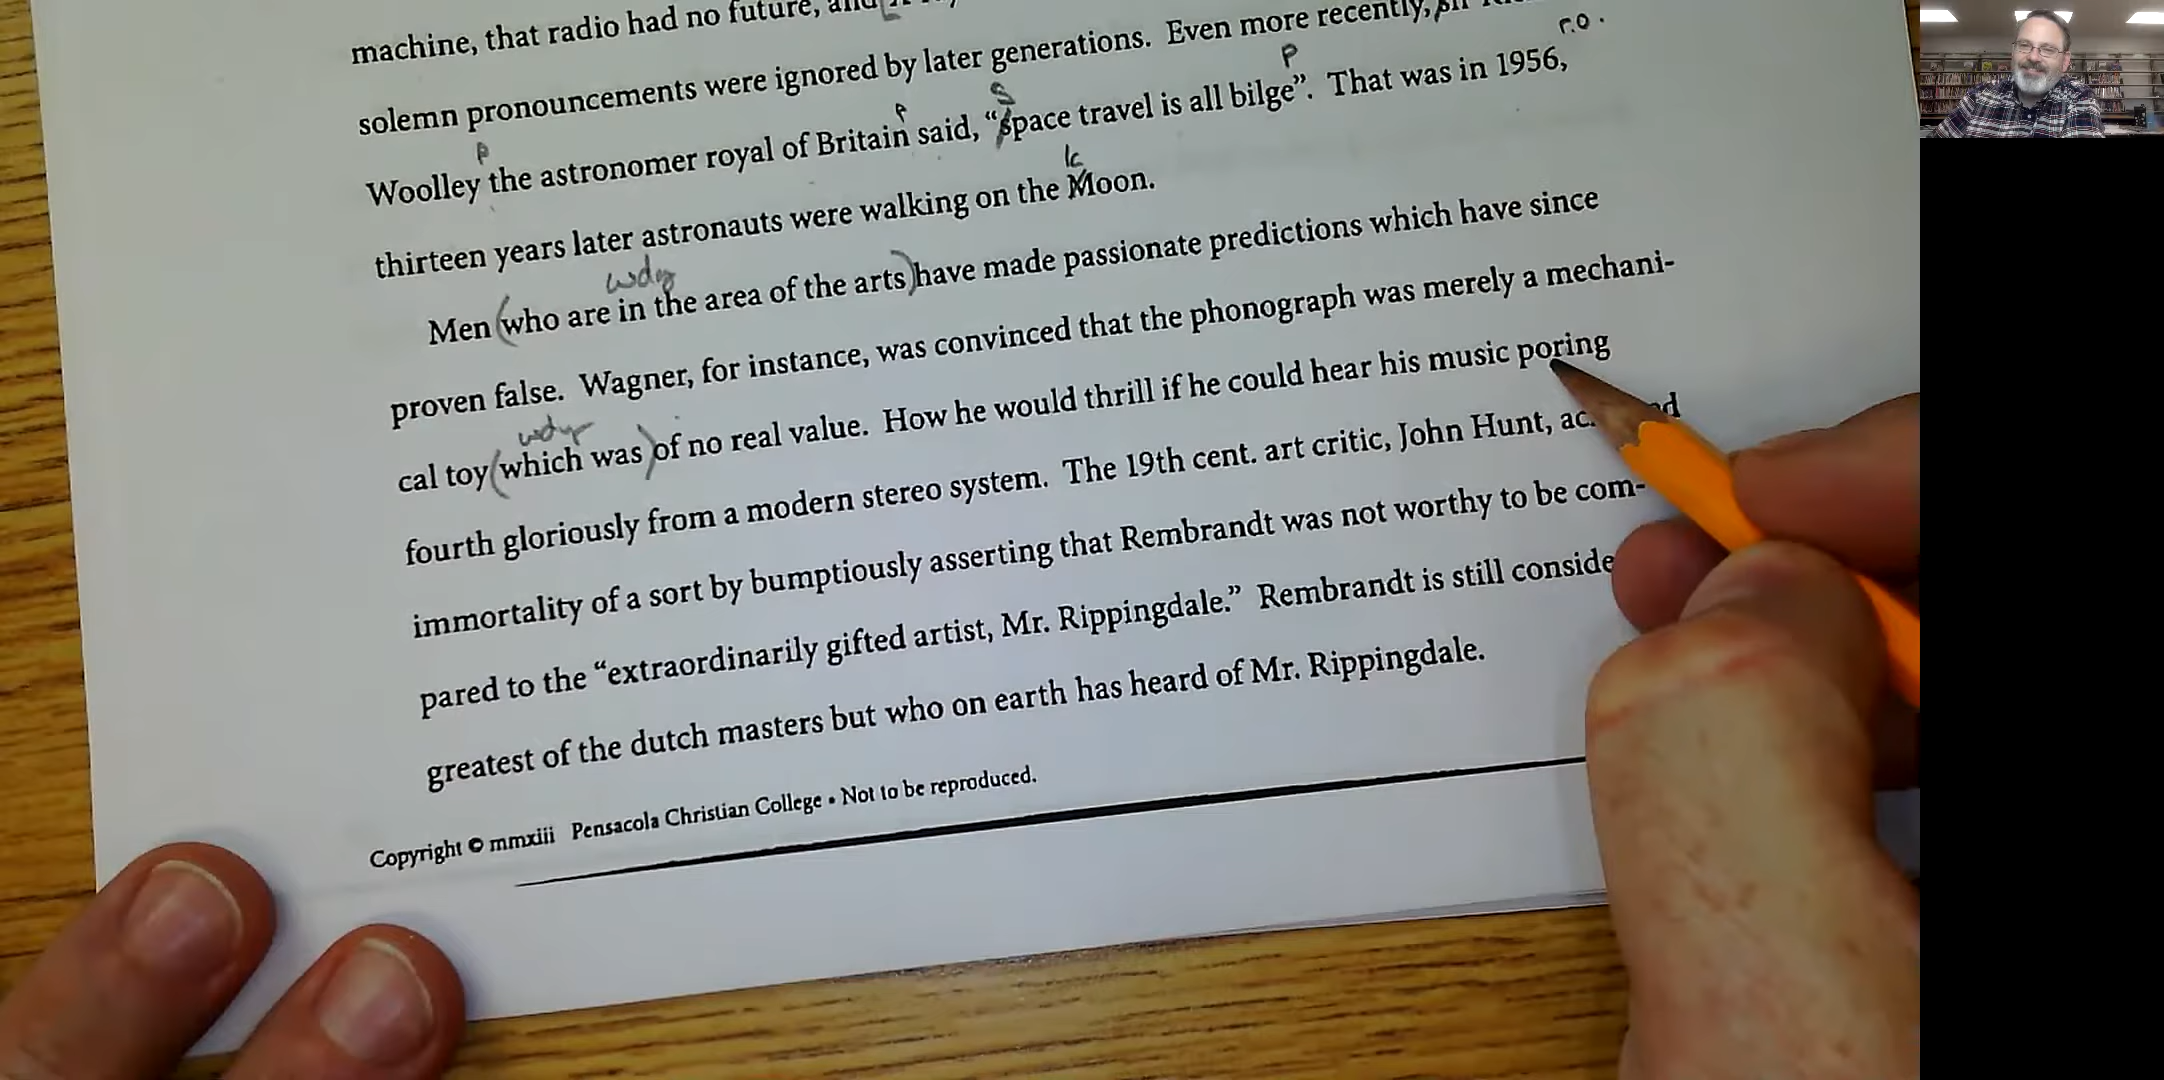 machine, that radio had no future, and
solemn pronouncements were ignored by later generations. Even more recently,
r.o.
p
S
p
Woolley the astronomer royal of Britain said, “space travel is all bilge”. That was in 1956,
p
lc
thirteen years later astronauts were walking on the Moon.
wdy
Men (who are in the area of the arts) have made passionate predictions which have since
proven false. Wagner, for instance, was convinced that the phonograph was merely a mechani-
wdy
cal toy (which was) of no real value. How he would thrill if he could hear his music poring
fourth gloriously from a modern stereo system. The 19th cent. art critic, John Hunt,
immortality of a sort by bumptiously asserting that Rembrandt was not worthy to be com-
pared to the “extraordinarily gifted artist, Mr. Rippingdale.” Rembrandt is still
greatest of the dutch masters but who on earth has heard of Mr. Rippingdale.
Copyright © mmxiii Pensacola Christian College • Not to be reproduced.